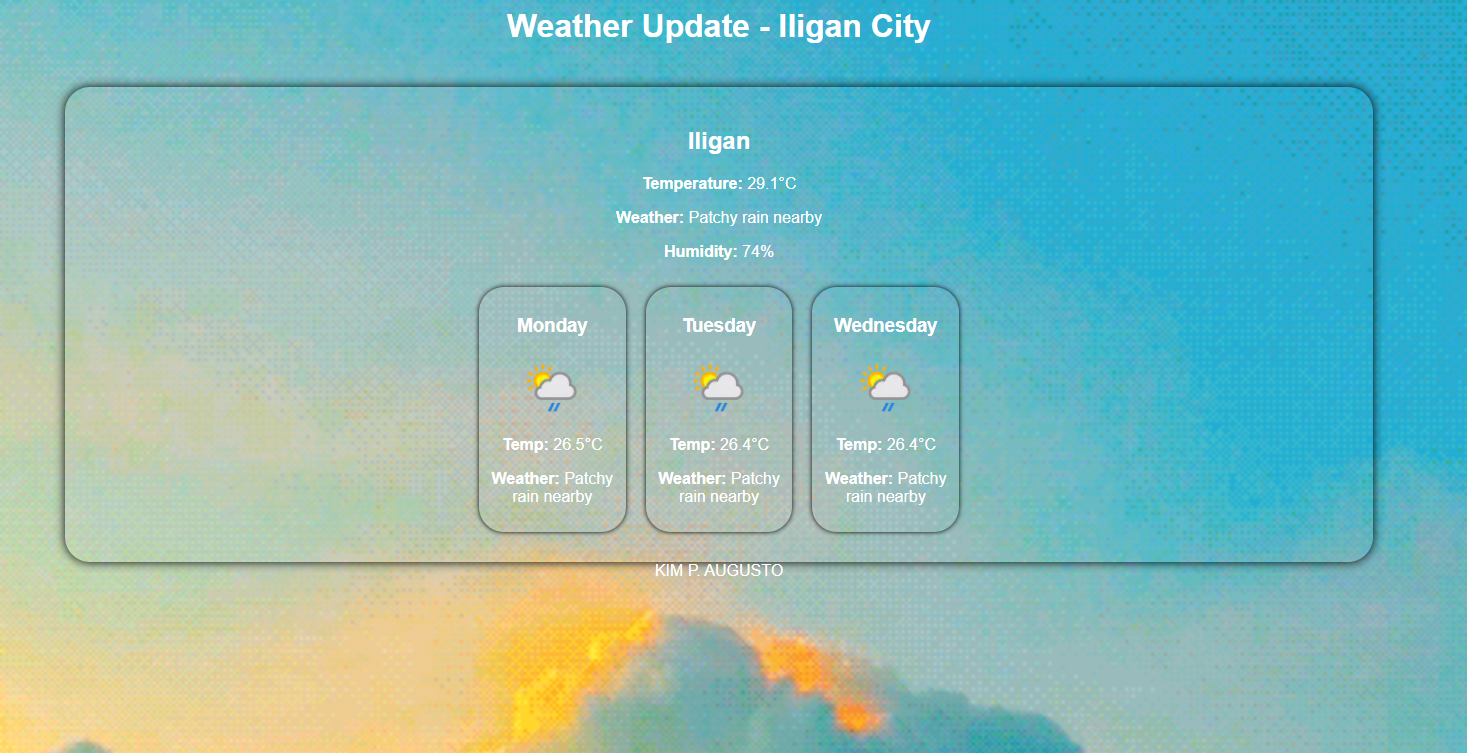 Weather Update - Iligan City
Iligan
Temperature: 29.1°C
Weather: Patchy rain nearby
Humidity: 74%
Monday
Temp: 26.5°C
Weather: Patchy
rain nearby
Tuesday
Temp: 26.4°C
Weather: Patchy
rain nearby
Wednesday
Temp: 26.4°C
Weather: Patchy
rain nearby
KIM P. AUGUSTO